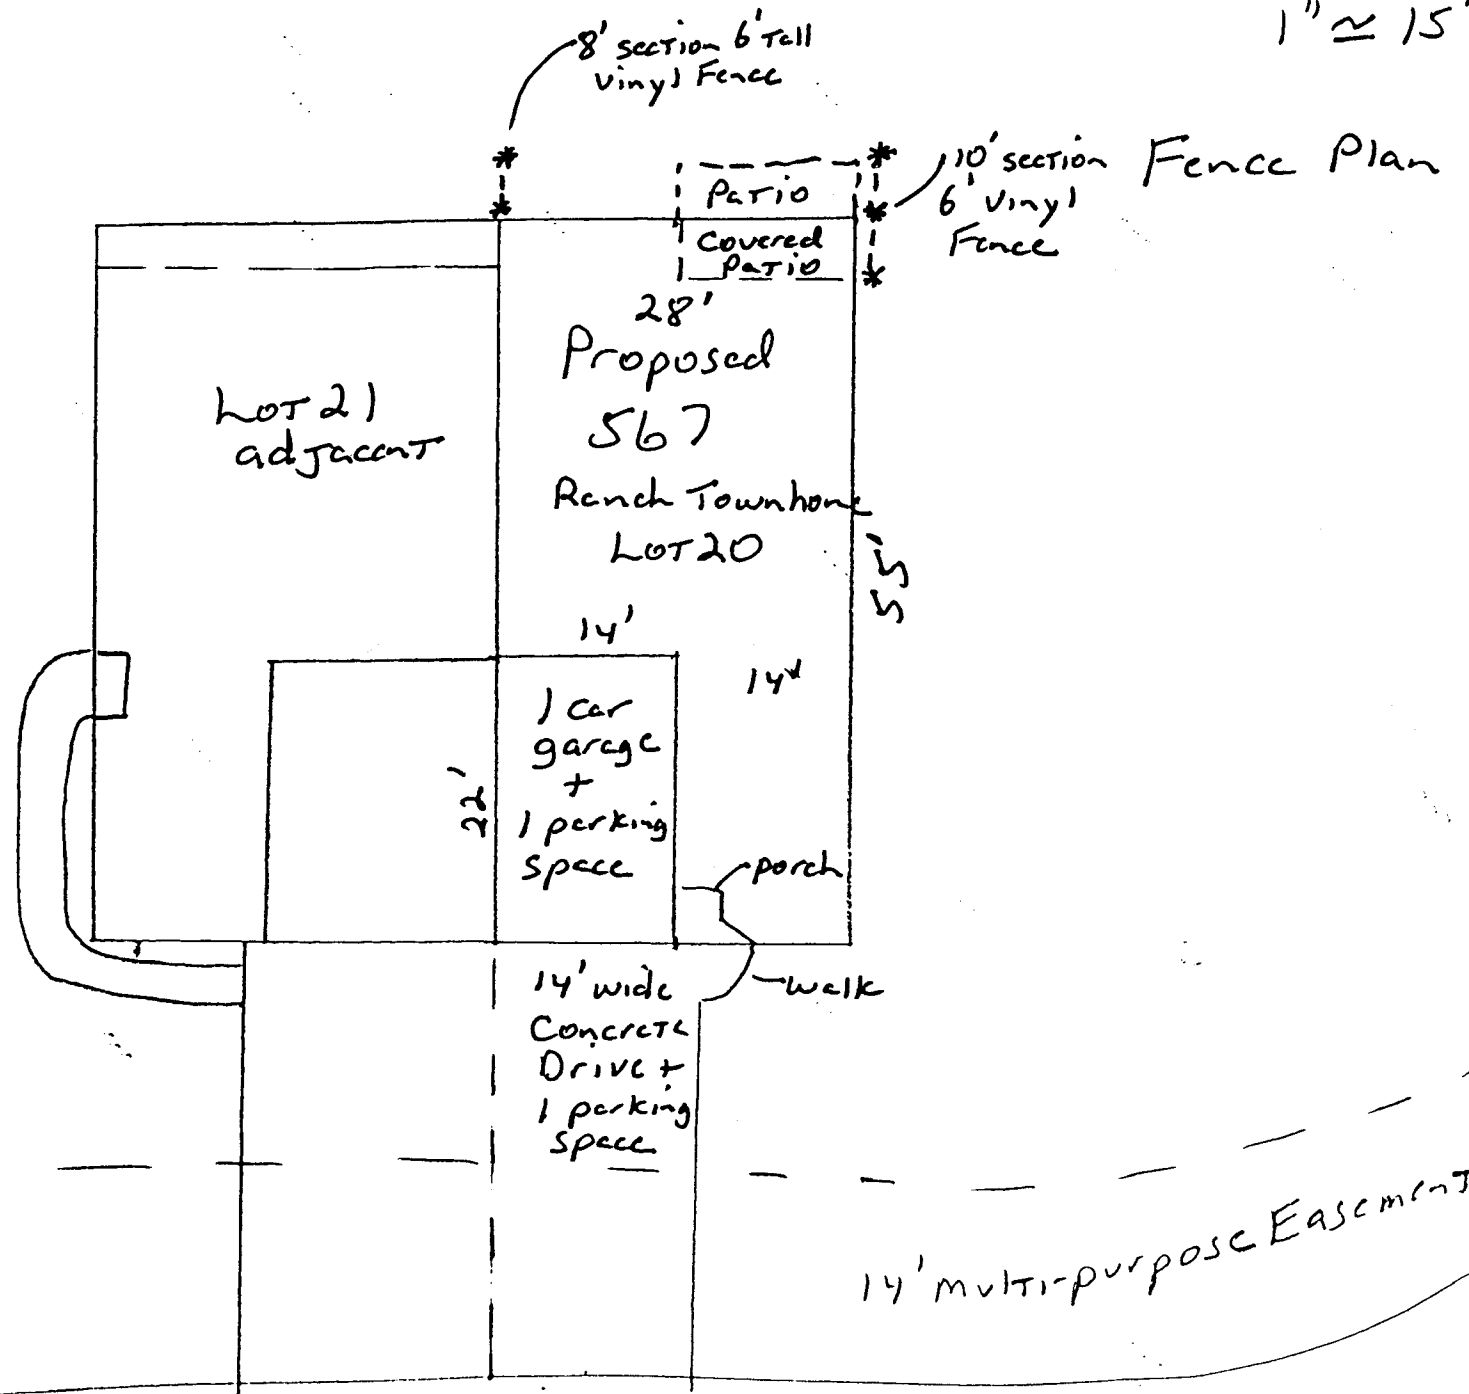 1" ≃ 15'
8' section 6' Tall
vinyl Fence
Fence Plan
10' section
6' vinyl
Fence
Patio
Covered
Patio
28'
Proposed
567
Ranch Townhome
LOT 20
LOT 21
adjacent
55'
14'
14'
1 car
garage
+
1 parking
space
22'
porch
walk
14' wide
Concrete
Drive +
1 parking
space
14' multi-purpose Easement